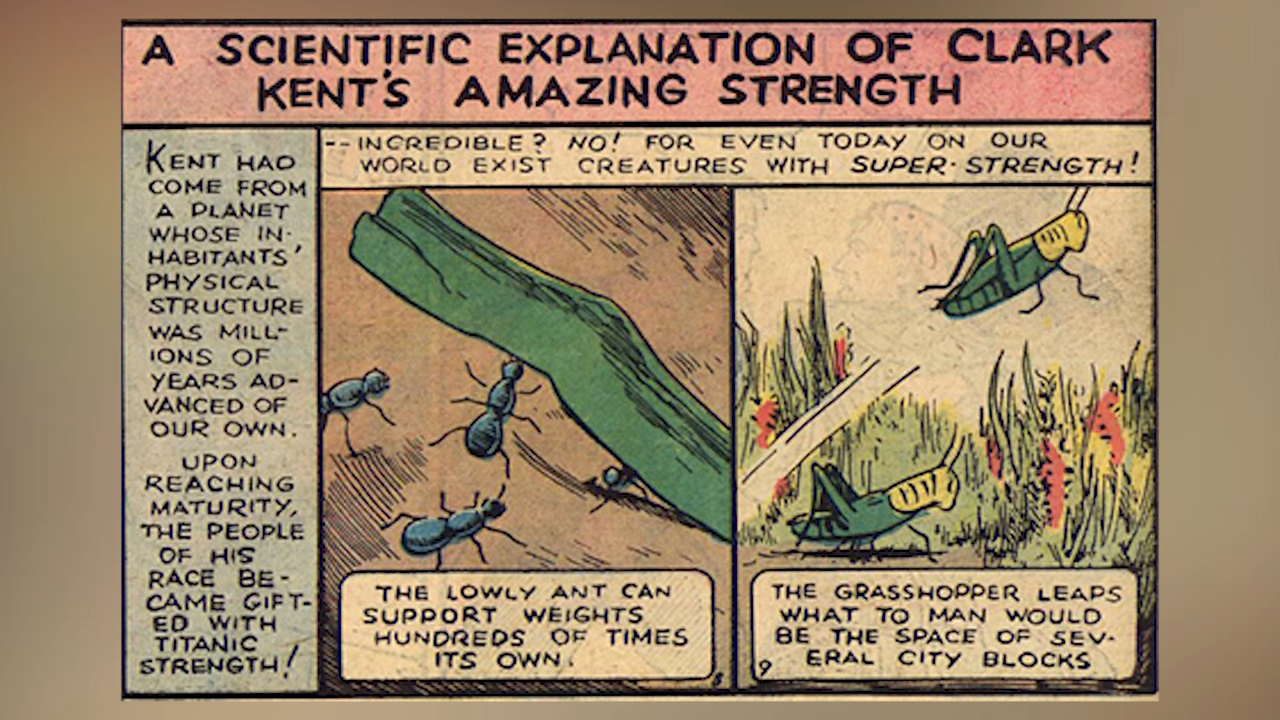 A SCIENTIFIC EXPLANATION OF CLARK
KENT'S AMAZING STRENGTH
KENT HAD
COME FROM
A PLANET
WHOSE IN-
HABITANTS'
PHYSICAL
STRUCTURE
WAS MILL-
IONS OF
YEARS AD-
VANCED OF
OUR OWN.
UPON
REACHING
MATURITY,
THE PEOPLE
OF HIS
RACE BE-
CAME GIFT-
ED WITH
TITANIC
STRENGTH!
--INCREDIBLE? NO! FOR EVEN TODAY ON OUR
WORLD EXIST CREATURES WITH SUPER-STRENGTH!
THE LOWLY ANT CAN
SUPPORT WEIGHTS
HUNDREDS OF TIMES
ITS OWN.
8
THE GRASSHOPPER LEAPS
WHAT TO MAN WOULD
BE THE SPACE OF SEV-
ERAL CITY BLOCKS
9